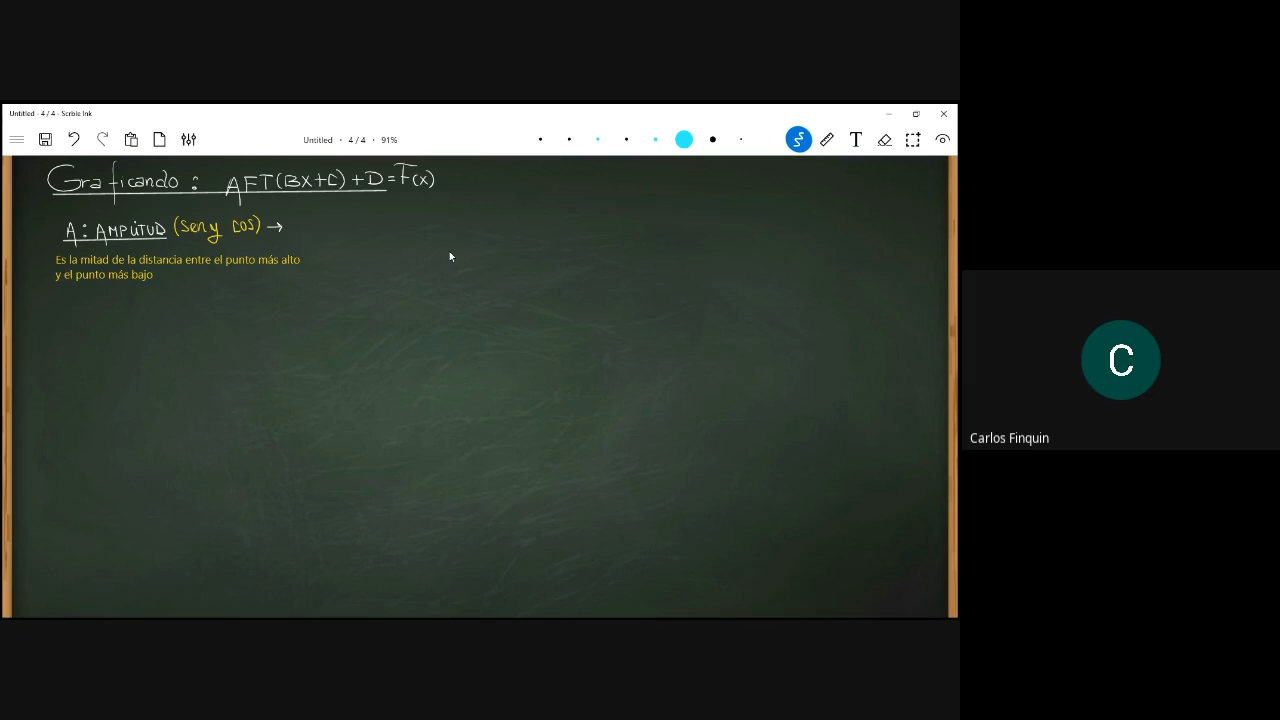 Untitled - 4 / 4 - Scrble Ink
Untitled • 4 / 4 • 91%
Graficando : AFT(BX+C) + D = F(x)
A : AMPLITUD (Sen y COS) →
Es la mitad de la distancia entre el punto más alto
y el punto más bajo
C
Carlos Finquin